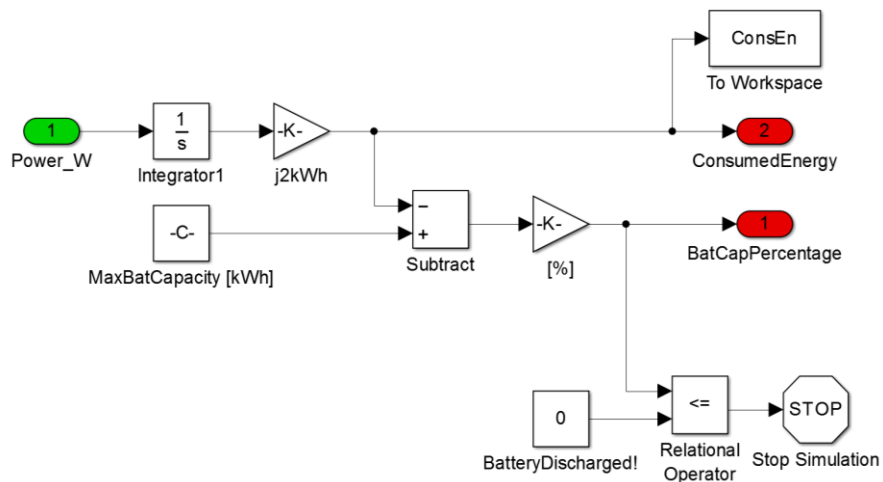 ConsEn
To Workspace
1
Power_W
1
s
Integrator1
-K-
j2kWh
2
ConsumedEnergy
-C-
MaxBatCapacity [kWh]
−
+
Subtract
-K-
[%]
1
BatCapPercentage
0
BatteryDischarged!
<=
Relational
Operator
STOP
Stop Simulation